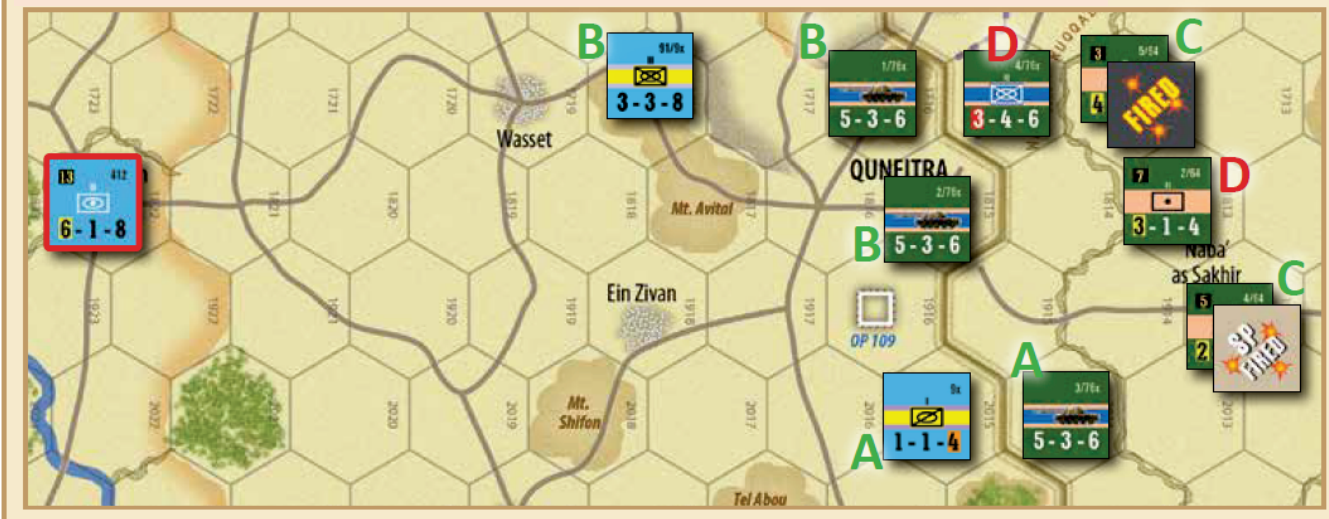 B
91/9x
3 - 3 - 8
B
1/76x
5 - 3 - 6
D
4/76x
3 - 4 - 6
C
3
5/64
4
FIRED
1723
1722
1721
1720
1719
1717
1713
Wasset
QUNEITRA
13
412
6 - 1 - 8
1821
1820
1819
1818
1817
Mt. Avital
B
2/76x
5 - 3 - 6
1816
1815
1814
1813
7
2/64
3 - 1 - 4
D
Naba'
as Sakhir
Ein Zivan
OP 109
1923
1922
1921
1920
1919
1918
1917
1916
1915
1914
C
5
4/64
2
SP
FIRED
A
9x
1 - 1 - 4
A
3/76x
5 - 3 - 6
Mt.
Shifon
2022
2020
2019
2018
2017
2016
2015
2013
Tel Abou